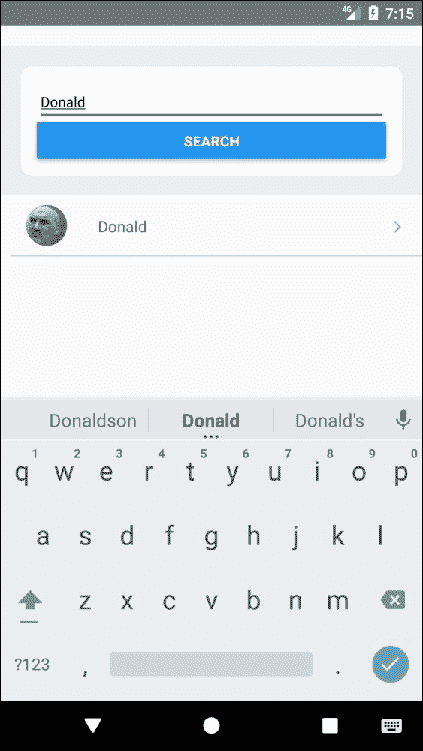 4G 7:15
Donald
SEARCH
Donald
Donaldson Donald Donald's
1 2 3 4 5 6 7 8 9 0
q w e r t y u i o p
a s d f g h j k l
z x c v b n m
?123 , .